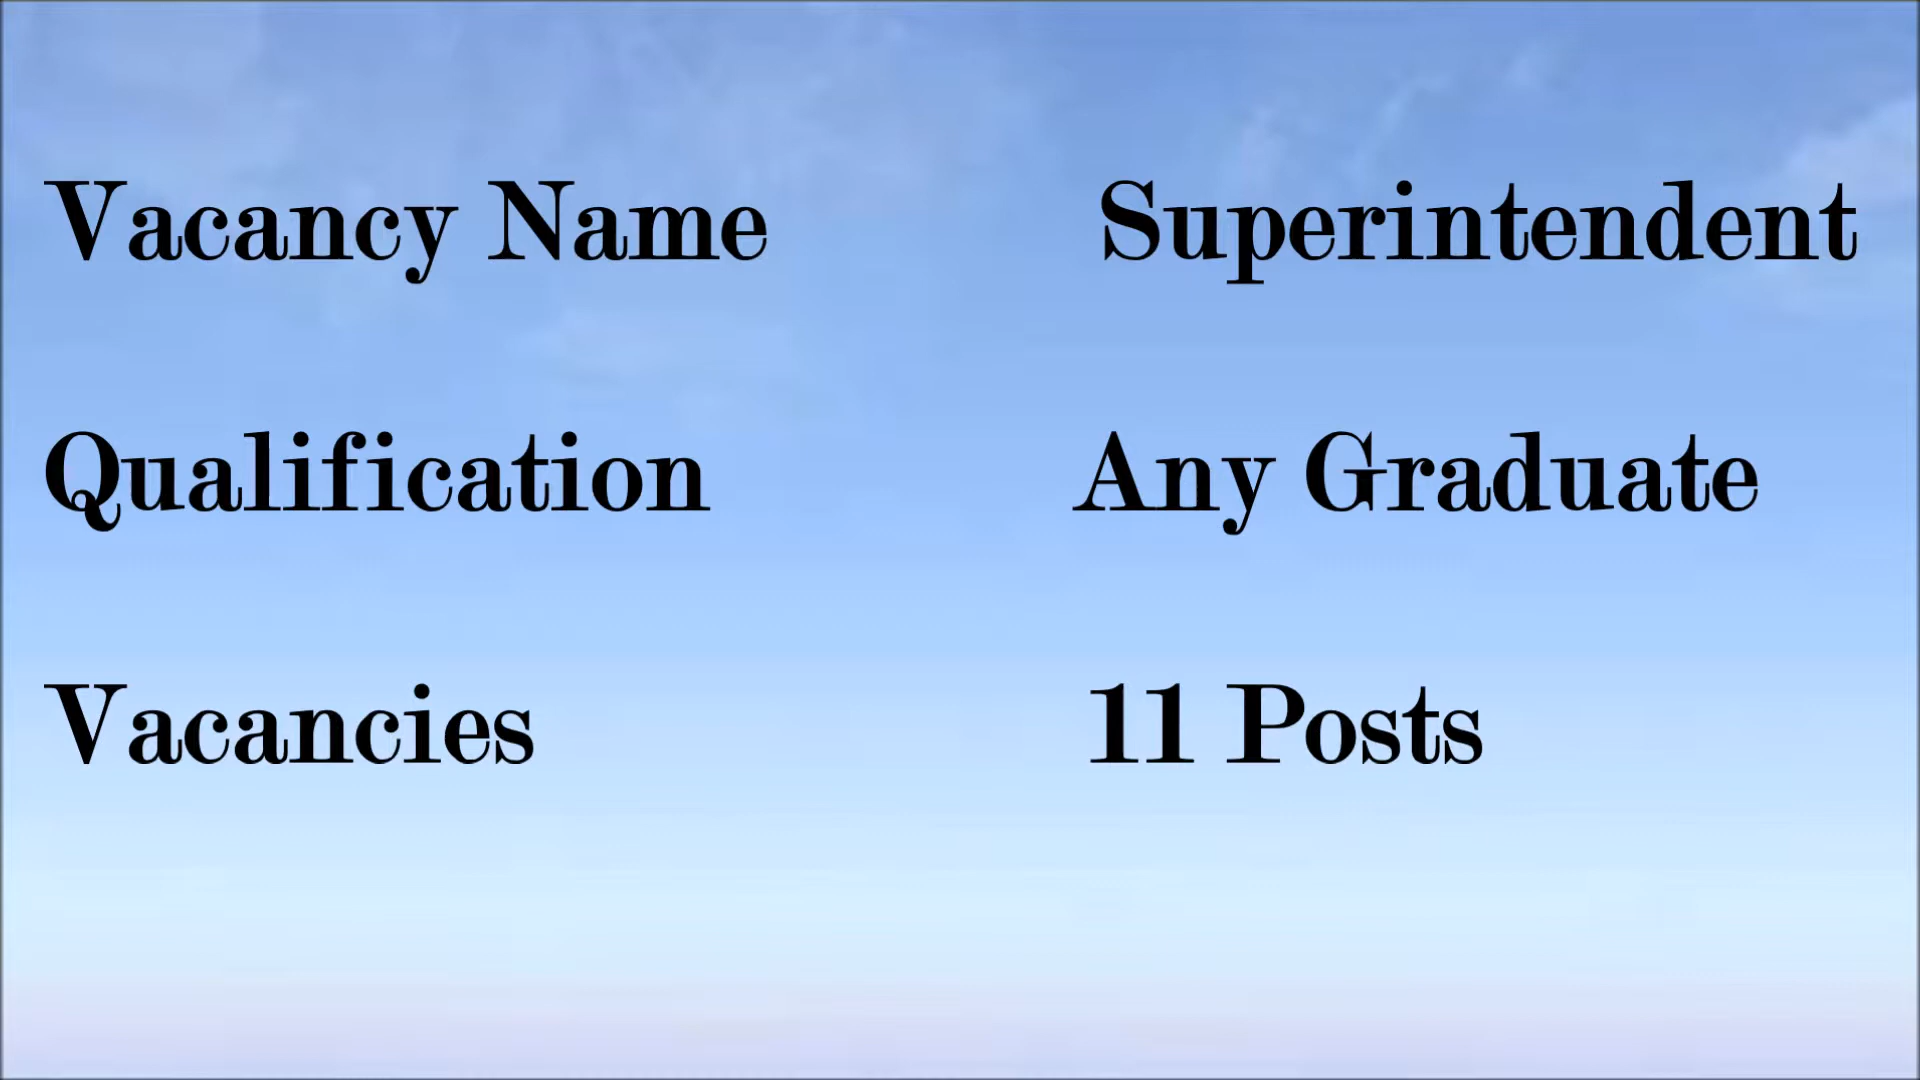 Vacancy Name Superintendent
Qualification Any Graduate
Vacancies 11 Posts